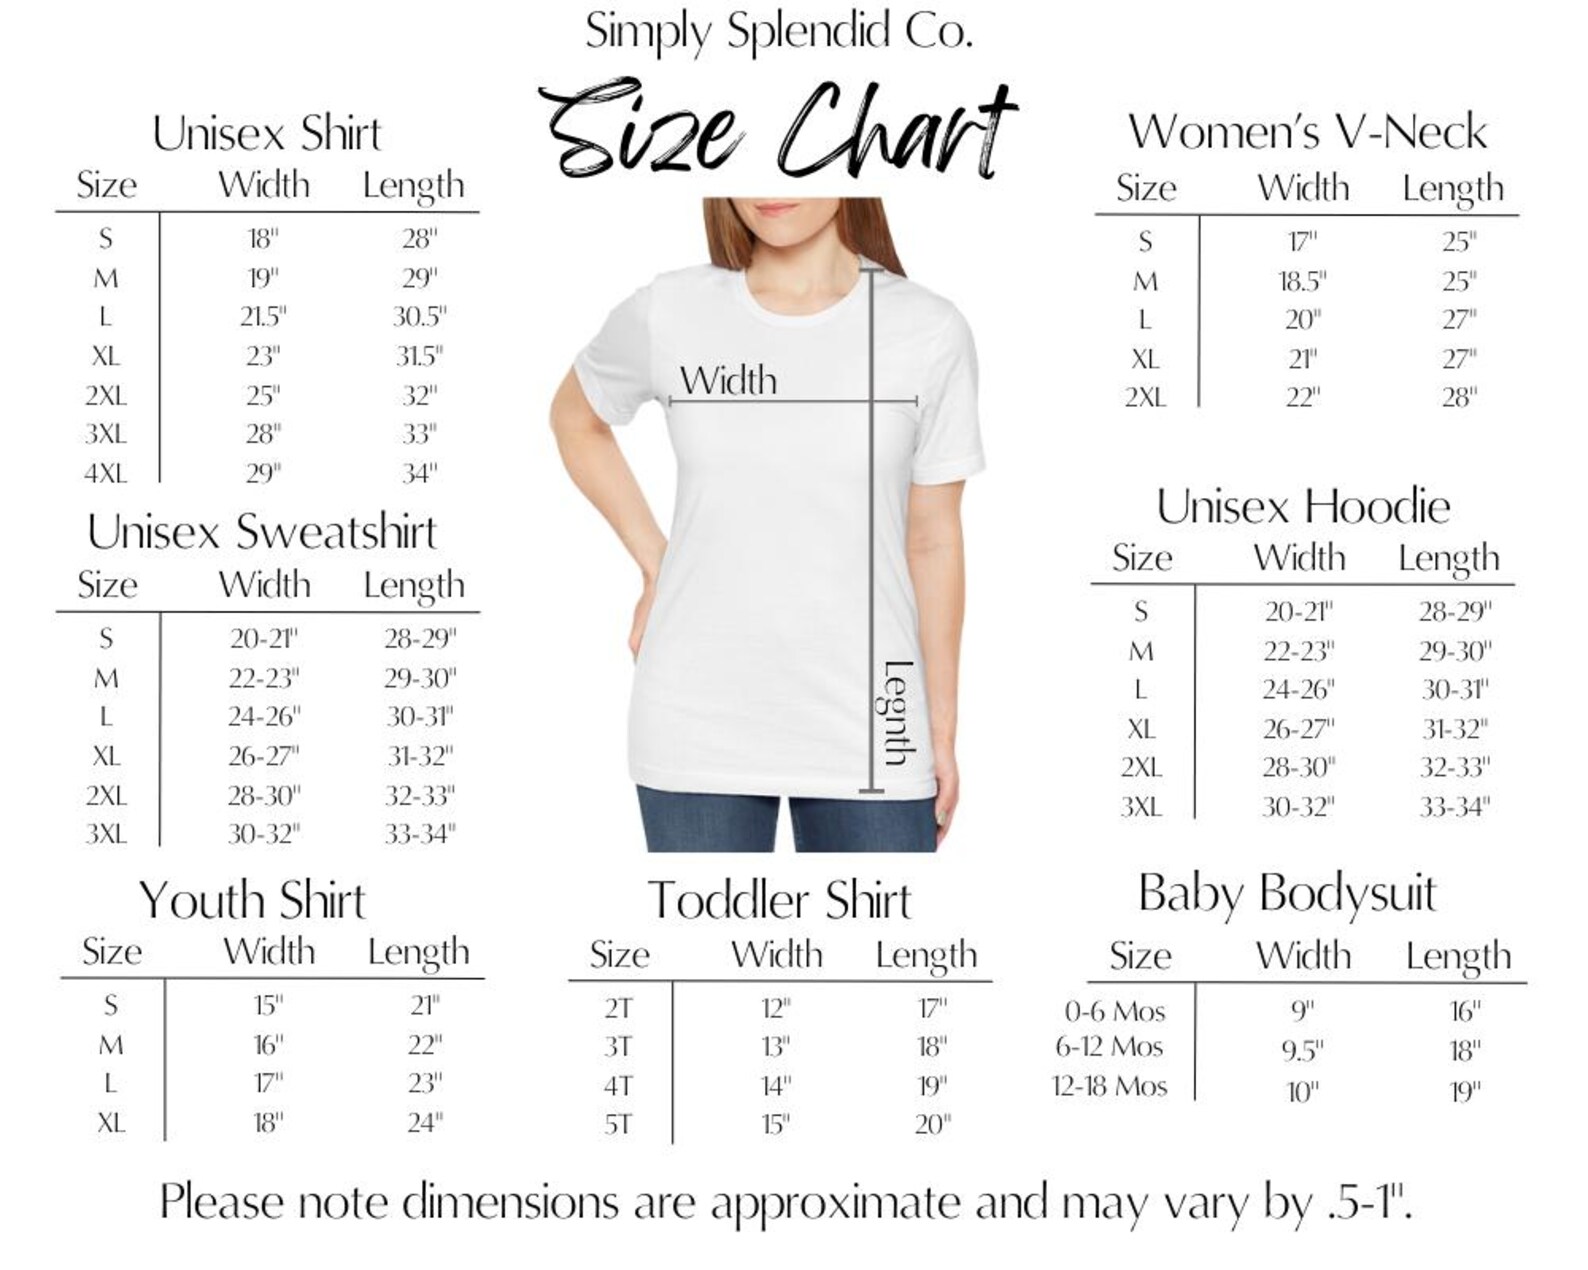 Simply Splendid Co.
Size Chart
Unisex Shirt
Size Width Length
S 18" 28"
M 19" 29"
L 21.5" 30.5"
XL 23" 31.5"
2XL 25" 32"
3XL 28" 33"
4XL 29" 34"
Unisex Sweatshirt
Size Width Length
S 20-21" 28-29"
M 22-23" 29-30"
L 24-26" 30-31"
XL 26-27" 31-32"
2XL 28-30" 32-33"
3XL 30-32" 33-34"
Width
Legnth
Women's V-Neck
Size Width Length
S 17" 25"
M 18.5" 25"
L 20" 27"
XL 21" 27"
2XL 22" 28"
Unisex Hoodie
Size Width Length
S 20-21" 28-29"
M 22-23" 29-30"
L 24-26" 30-31"
XL 26-27" 31-32"
2XL 28-30" 32-33"
3XL 30-32" 33-34"
Youth Shirt
Size Width Length
S 15" 21"
M 16" 22"
L 17" 23"
XL 18" 24"
Toddler Shirt
Size Width Length
2T 12" 17"
3T 13" 18"
4T 14" 19"
5T 15" 20"
Baby Bodysuit
Size Width Length
0-6 Mos 9" 16"
6-12 Mos 9.5" 18"
12-18 Mos 10" 19"
Please note dimensions are approximate and may vary by .5-1".